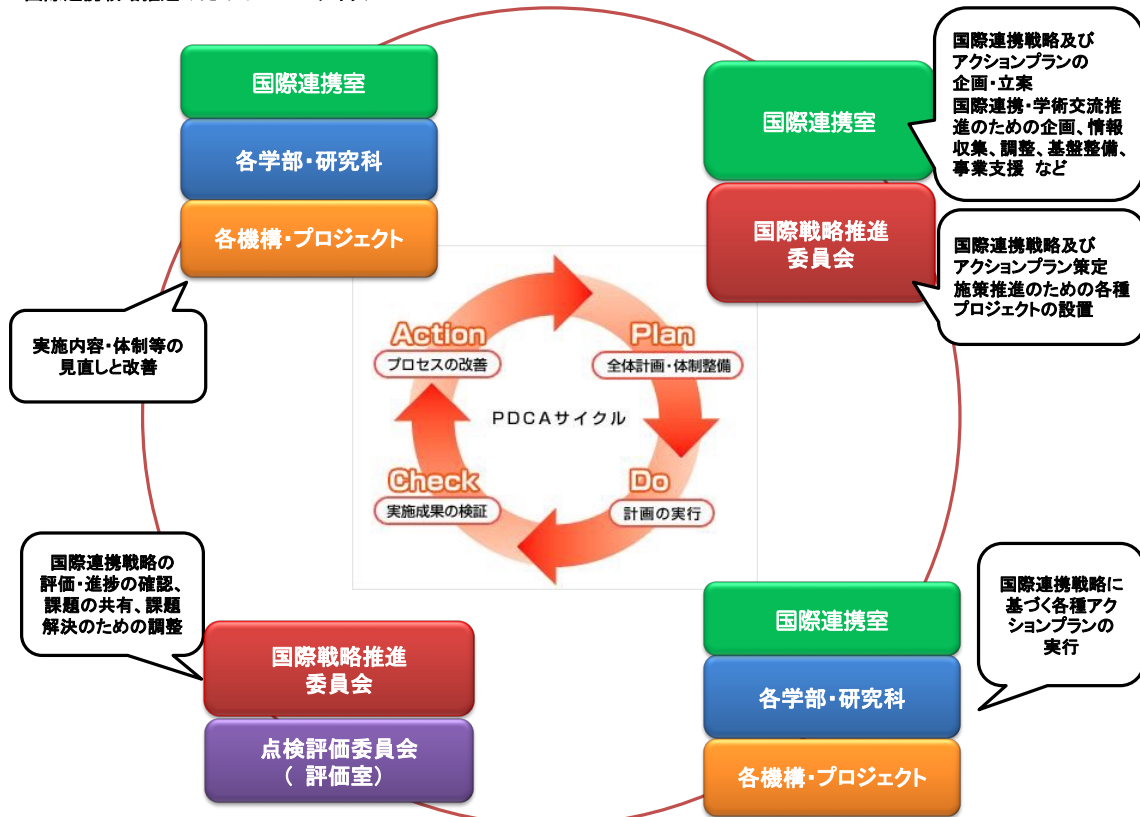 国際連携室
各学部・研究科
各機構・プロジェクト
実施内容・体制等の
見直しと改善
国際連携室
国際戦略推進
委員会
国際連携戦略及び
アクションプランの
企画・立案
国際連携・学術交流推
進のための企画、情報
収集、調整、基盤整備、
事業支援 など
国際連携戦略及び
アクションプラン策定
施策推進のための各種
プロジェクトの設置
Action
プロセスの改善
Plan
全体計画・体制整備
PDCAサイクル
Check
実施成果の検証
Do
計画の実行
国際連携戦略の
評価・進捗の確認、
課題の共有、課題
解決のための調整
国際戦略推進
委員会
点検評価委員会
( 評価室)
国際連携室
各学部・研究科
各機構・プロジェクト
国際連携戦略に
基づく各種アク
ションプランの
実行